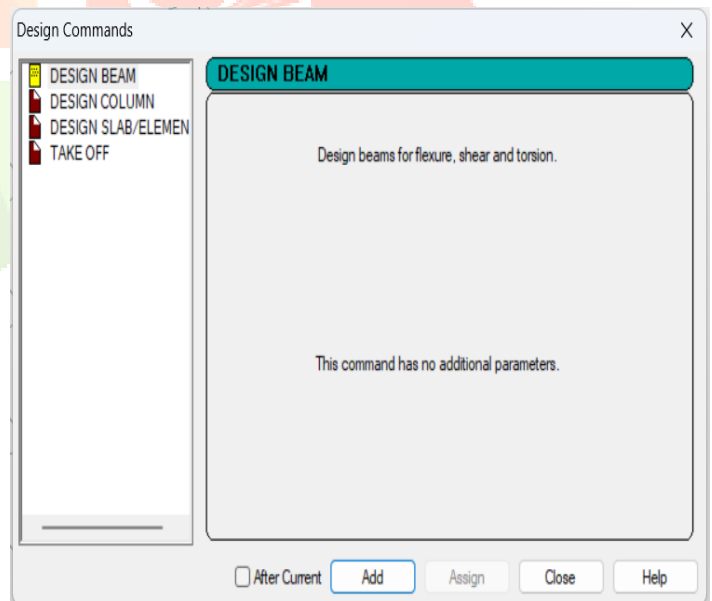 Design Commands
X
DESIGN BEAM
DESIGN COLUMN
DESIGN SLAB/ELEMEN
TAKE OFF
DESIGN BEAM
Design beams for flexure, shear and torsion.
This command has no additional parameters.
After Current
Add
Assign
Close
Help